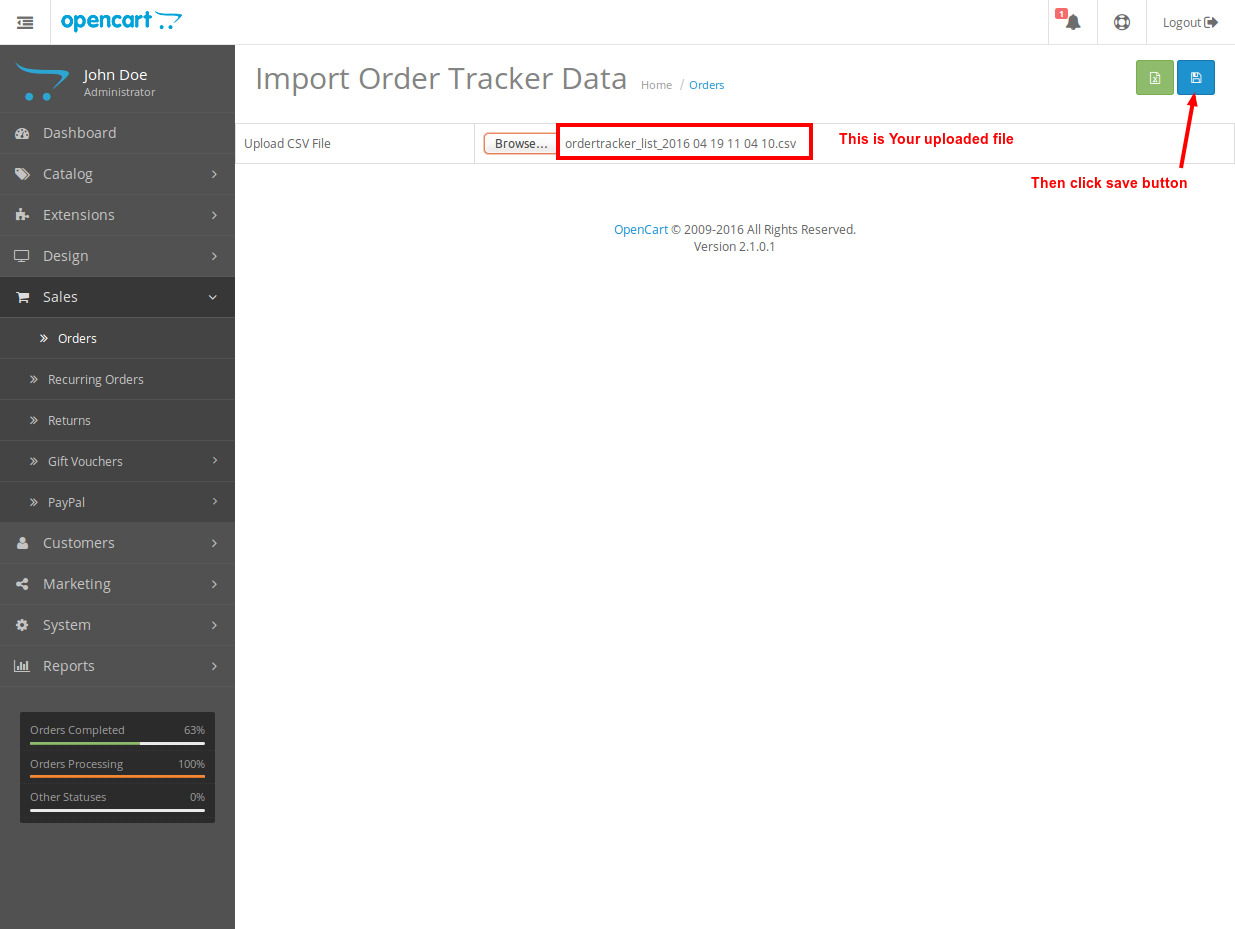 opencart
1
Logout
John Doe
Administrator
Import Order Tracker Data Home / Orders
Dashboard
Catalog
Extensions
Design
Sales
Orders
Recurring Orders
Returns
Gift Vouchers
PayPal
Customers
Marketing
System
Reports
Orders Completed 63%
Orders Processing 100%
Other Statuses 0%
Upload CSV File Browse... ordertracker_list_2016 04 19 11 04 10.csv This is Your uploaded file
Then click save button
OpenCart © 2009-2016 All Rights Reserved.
Version 2.1.0.1